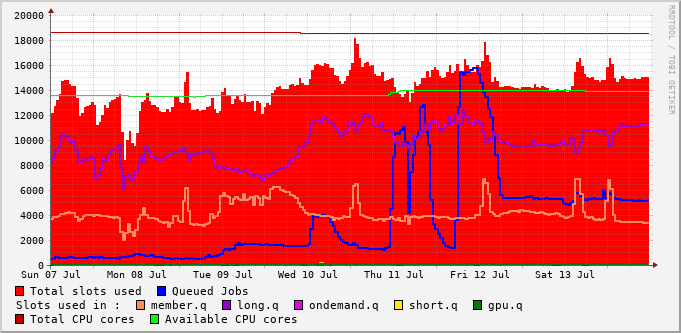 20000
18000
16000
14000
12000
10000
8000
6000
4000
2000
0
Sun 07 Jul Mon 08 Jul Tue 09 Jul Wed 10 Jul Thu 11 Jul Fri 12 Jul Sat 13 Jul
Total slots used Queued Jobs
Slots used in : member.q long.q ondemand.q short.q gpu.q
Total CPU cores Available CPU cores
RRDTOOL / TOBI OETIKER